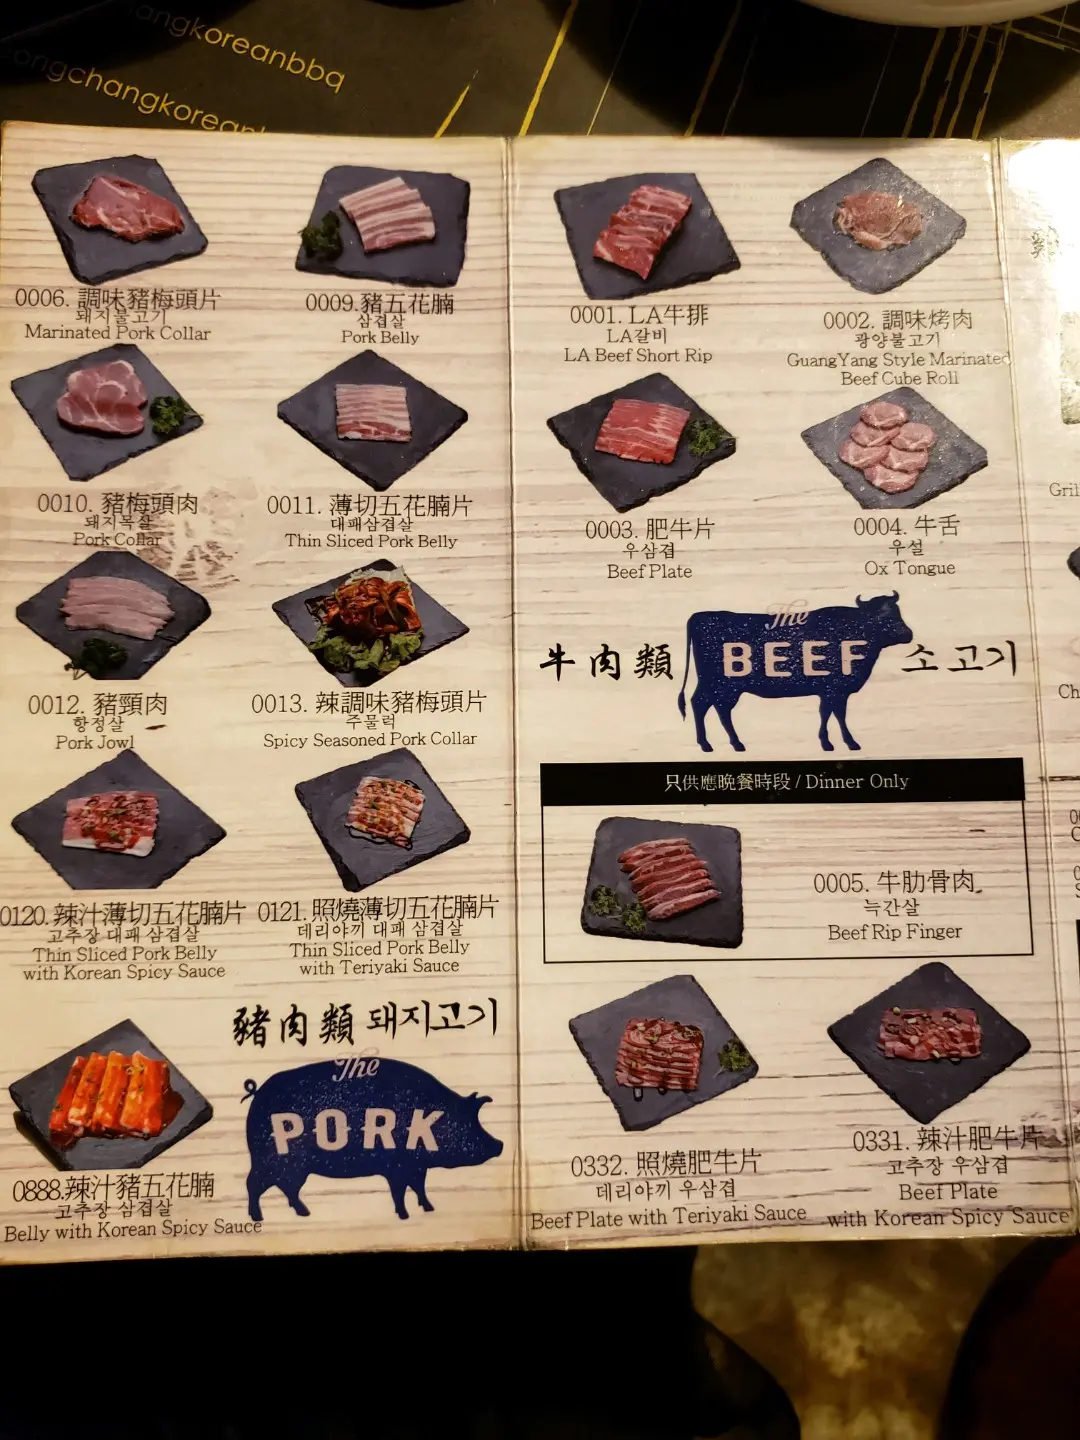 angkoreanbbq
ongchangkorean
0006. 調味豬梅頭片
돼지불고기
Marinated Pork Collar
0009.豬五花腩
삼겹살
Pork Belly
0010. 豬梅頭肉
돼지목살
Pork Collar
0011. 薄切五花腩片
대패삼겹살
Thin Sliced Pork Belly
0012. 豬頸肉
항정살
Pork Jowl
0013. 辣調味豬梅頭片
주물럭
Spicy Seasoned Pork Collar
0120. 辣汁薄切五花腩片
고추장 대패 삼겹살
Thin Sliced Pork Belly
with Korean Spicy Sauce
0121. 照燒薄切五花腩片
데리야끼 대패 삼겹살
Thin Sliced Pork Belly
with Teriyaki Sauce
豬肉類 돼지고기
The
PORK
0888.辣汁豬五花腩
고추장 삼겹살
Belly with Korean Spicy Sauce
0001. LA牛排
LA갈비
LA Beef Short Rip
0002. 調味烤肉
광양불고기
GuangYang Style Marinated
Beef Cube Roll
0003. 肥牛片
우삼겹
Beef Plate
0004. 牛舌
우설
Ox Tongue
牛肉類 The BEEF 소고기
只供應晚餐時段 / Dinner Only
0005. 牛肋骨肉
늑간살
Beef Rip Finger
0332. 照燒肥牛片
데리야끼 우삼겹
Beef Plate with Teriyaki Sauce
0331. 辣汁肥牛片
고추장 우삼겹
Beef Plate
with Korean Spicy Sauce
Gril
Ch